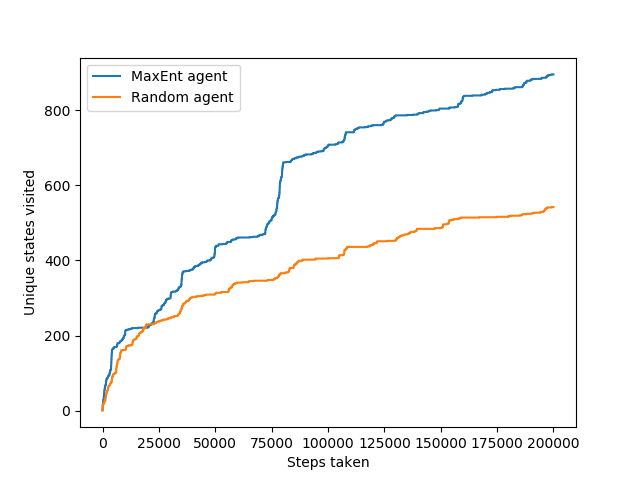 MaxEnt agent
Random agent
Unique states visited
800
600
400
200
0
0 25000 50000 75000 100000 125000 150000 175000 200000
Steps taken